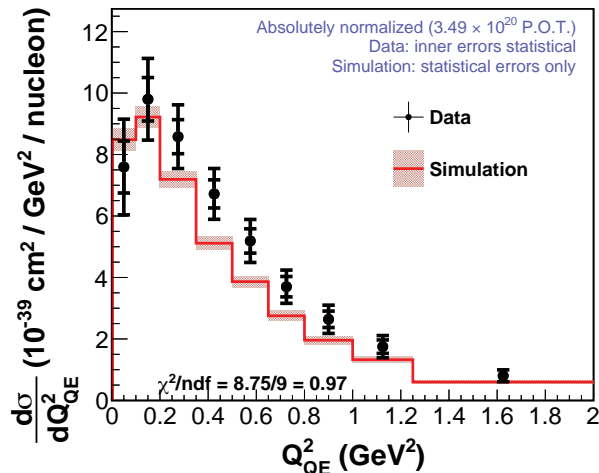 Absolutely normalized (3.49 × 10²⁰ P.O.T.)
Data: inner errors statistical
Simulation: statistical errors only
Data
Simulation
χ²/ndf = 8.75/9 = 0.97
dσ/dQ²_QE (10⁻³⁹ cm² / GeV² / nucleon)
12
10
8
6
4
2
0
0 0.2 0.4 0.6 0.8 1 1.2 1.4 1.6 1.8 2
Q²_QE (GeV²)